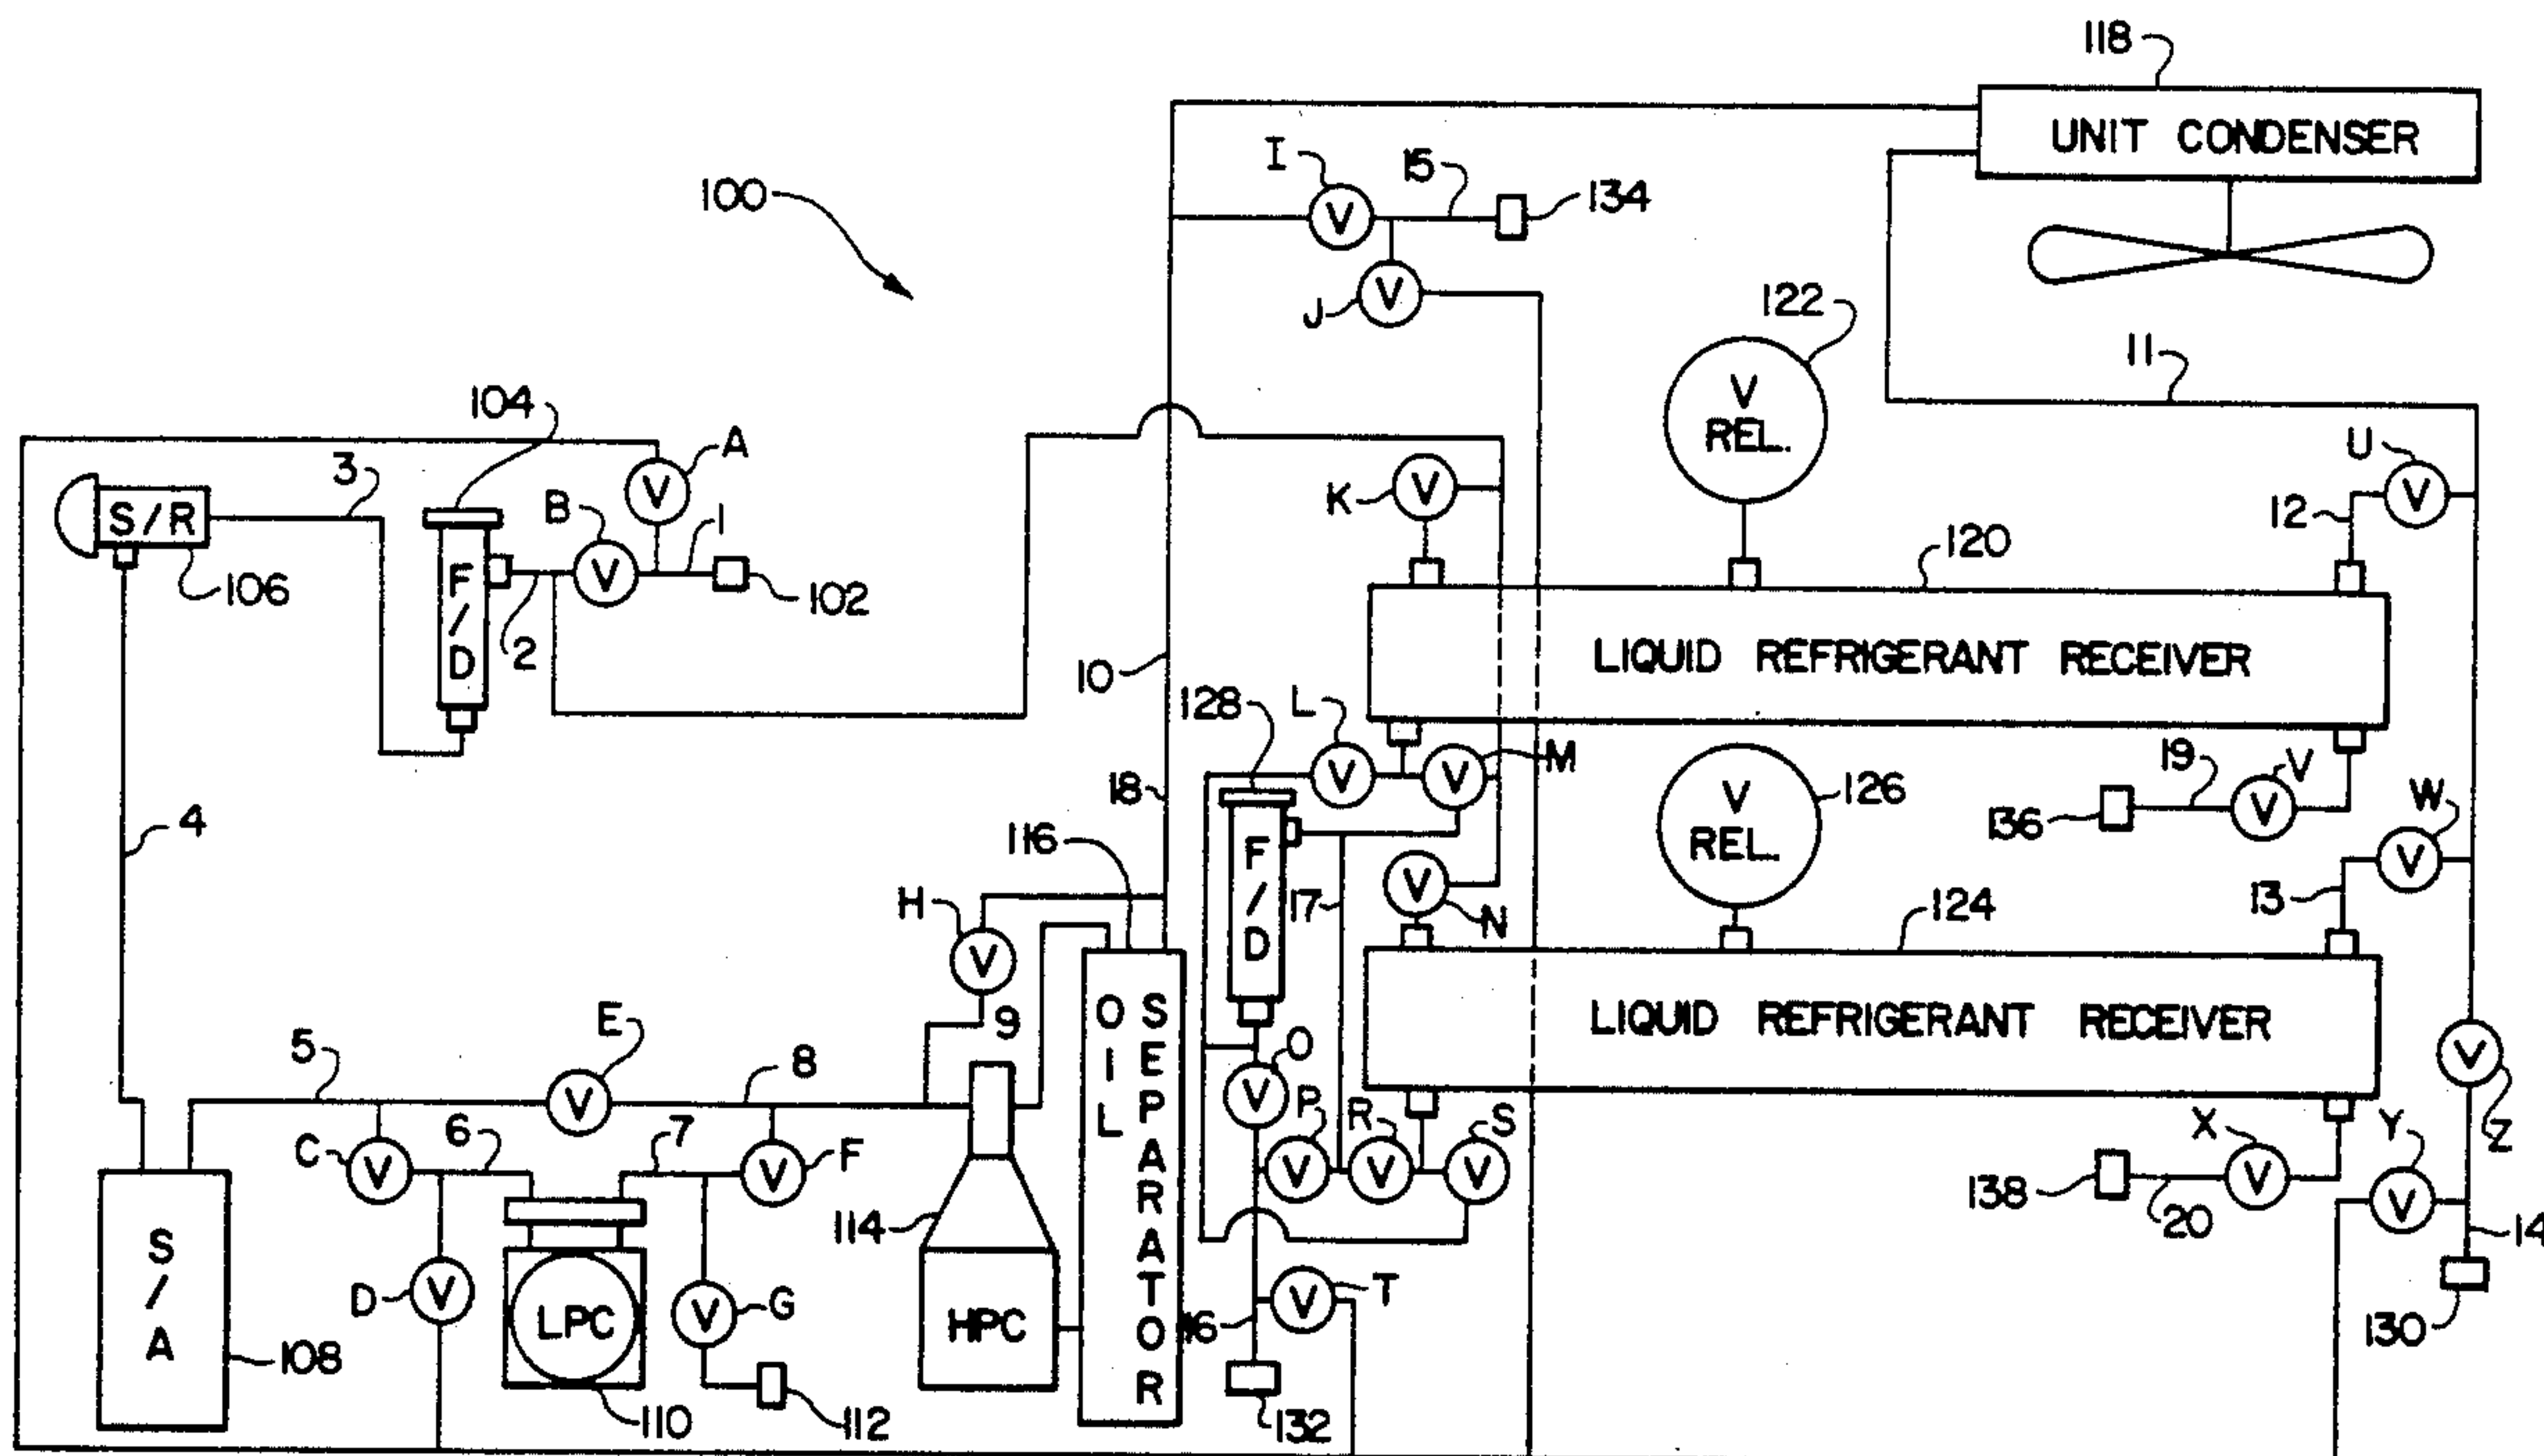 118
UNIT CONDENSER
I
15
134
100
J
V
V
122
V
REL.
11
104
A
V
3
B
1
S/R
F
/
D
V
2
102
106
K
V
U
V
12
120
LIQUID REFRIGERANT RECEIVER
10
128
L
V
V
M
18
19
V
V
136
W
V
4
V
REL.
126
116
H
V
F
/
D
17
V
N
13
124
LIQUID REFRIGERANT RECEIVER
9
O
V
5
E
V
8
OIL
SEPARATOR
P
V
R
V
S
V
V
Z
C
V
6
7
V
F
X
V
Y
V
138
20
14
114
S
/
A
D
V
LPC
V
G
HPC
16
V
T
130
108
110
112
132